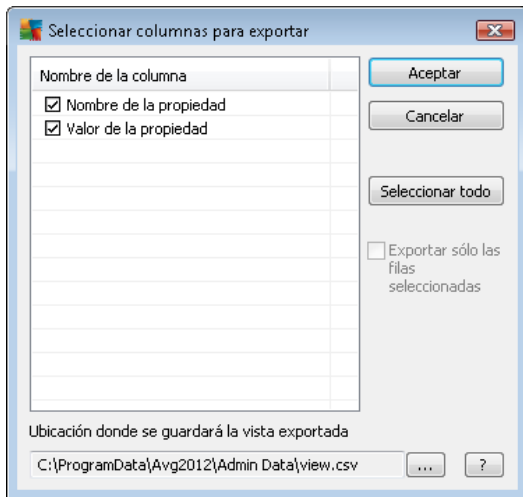 Seleccionar columnas para exportar
Nombre de la columna
Nombre de la propiedad
Valor de la propiedad
Aceptar
Cancelar
Seleccionar todo
Exportar sólo las
filas
seleccionadas
Ubicación donde se guardará la vista exportada
C:\ProgramData\Avg2012\Admin Data\view.csv
...
?